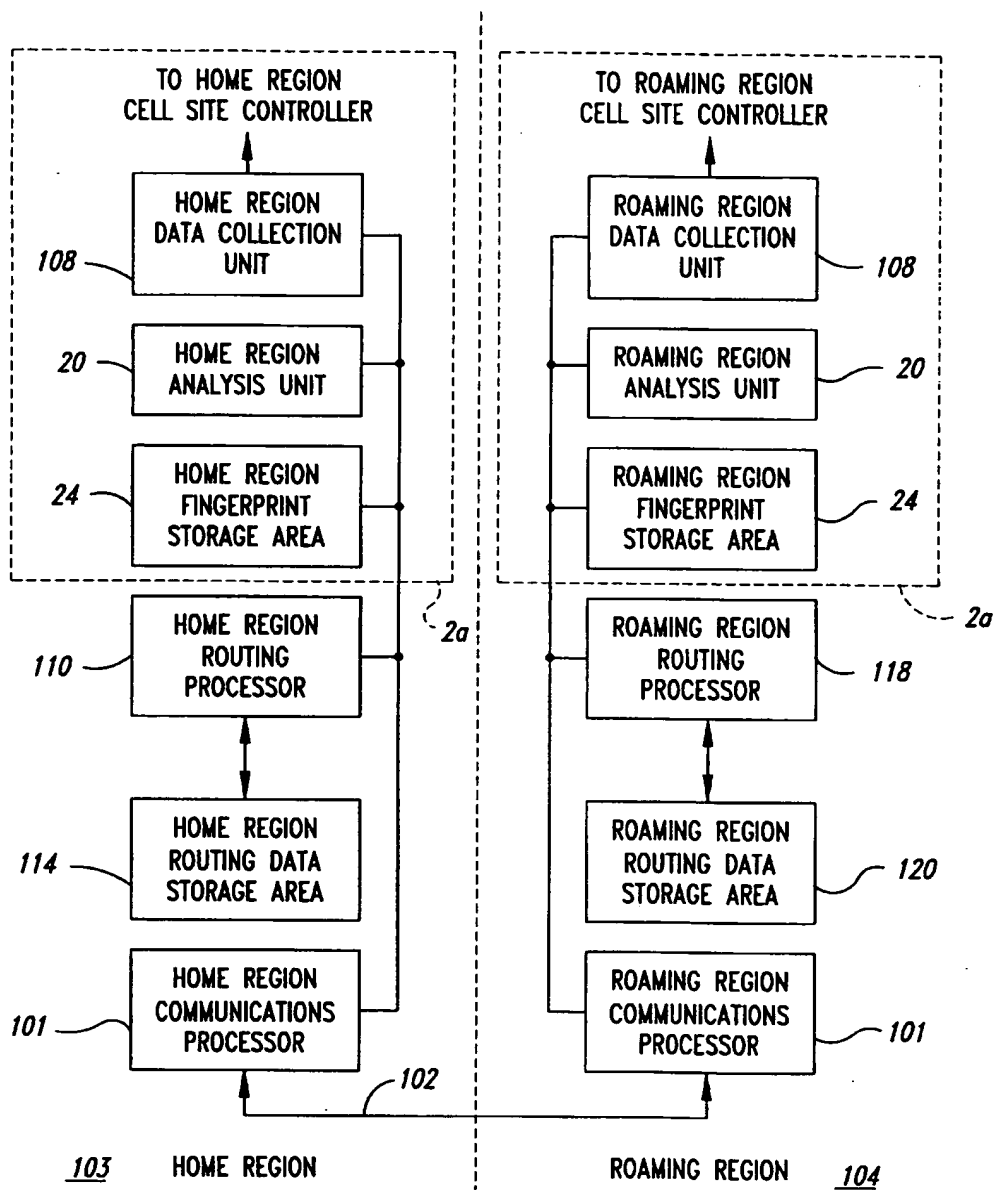 TO HOME REGION
CELL SITE CONTROLLER
HOME REGION
DATA COLLECTION
UNIT
108
HOME REGION
ANALYSIS UNIT
20
HOME REGION
FINGERPRINT
STORAGE AREA
24
2a
HOME REGION
ROUTING
PROCESSOR
110
HOME REGION
ROUTING DATA
STORAGE AREA
114
HOME REGION
COMMUNICATIONS
PROCESSOR
101
102
103 HOME REGION
TO ROAMING REGION
CELL SITE CONTROLLER
ROAMING REGION
DATA COLLECTION
UNIT
108
ROAMING REGION
ANALYSIS UNIT
20
ROAMING REGION
FINGERPRINT
STORAGE AREA
24
2a
ROAMING REGION
ROUTING
PROCESSOR
118
ROAMING REGION
ROUTING DATA
STORAGE AREA
120
ROAMING REGION
COMMUNICATIONS
PROCESSOR
101
ROAMING REGION 104